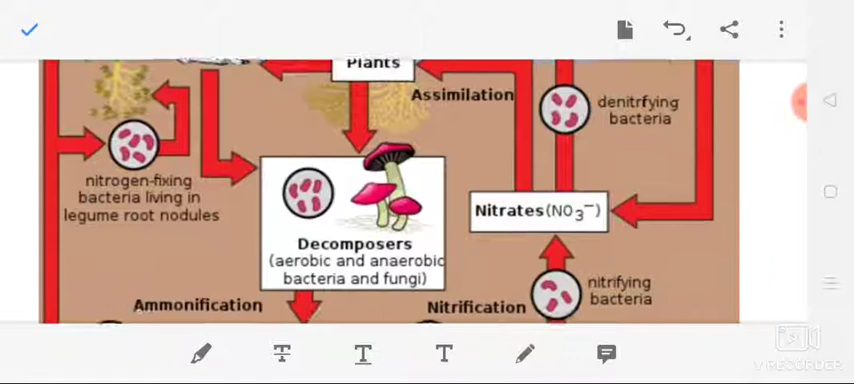 Plants
Assimilation
denitrfying
bacteria
nitrogen-fixing
bacteria living in
legume root nodules
Nitrates (NO3−)
Decomposers
(aerobic and anaerobic
bacteria and fungi)
nitrifying
bacteria
Ammonification
Nitrification
T
T
T
V RECORDER